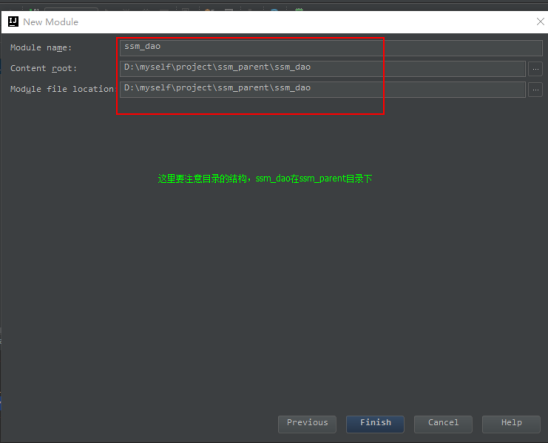 New Module
Module name: ssm_dao
Content root: D:\myself\project\ssm_parent\ssm_dao ...
Module file location: D:\myself\project\ssm_parent\ssm_dao ...
这里要注意目录的结构，ssm_dao在ssm_parent目录下
Previous Finish Cancel Help